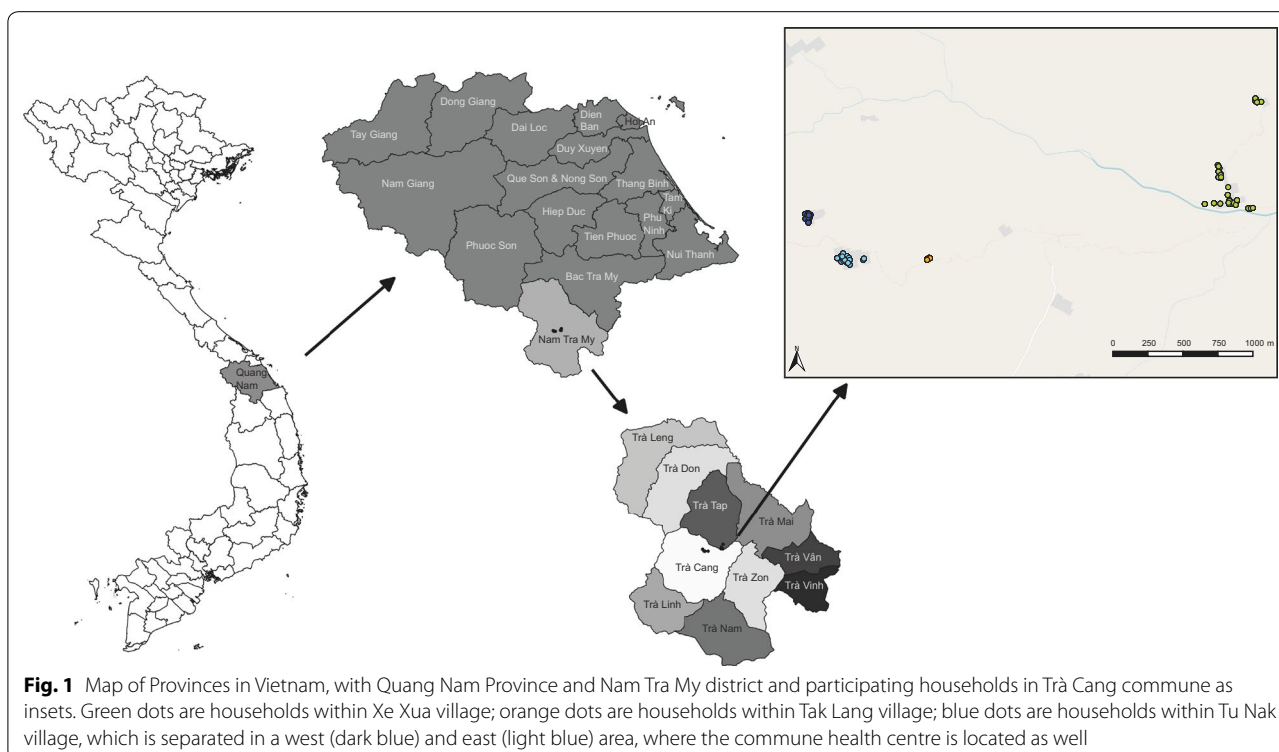 Quang
Nam
Tay Giang
Dong Giang
Dai Loc
Dien
Ban
Hoi An
Duy Xuyen
Nam Giang
Que Son & Nong Son
Thang Binh
Tam
Ki
Hiep Duc
Phu
Ninh
Phuoc Son
Tien Phuoc
Nui Thanh
Bac Tra My
Nam Tra My
N
0 250 500 750 1000 m
Trà Leng
Trà Don
Trà Tap
Trà Mai
Trà Vân
Trà Cang
Trà Zon
Trà Vinh
Trà Linh
Trà Nam
Fig. 1 Map of Provinces in Vietnam, with Quang Nam Province and Nam Tra My district and participating households in Trà Cang commune as
insets. Green dots are households within Xe Xua village; orange dots are households within Tak Lang village; blue dots are households within Tu Nak
village, which is separated in a west (dark blue) and east (light blue) area, where the commune health centre is located as well